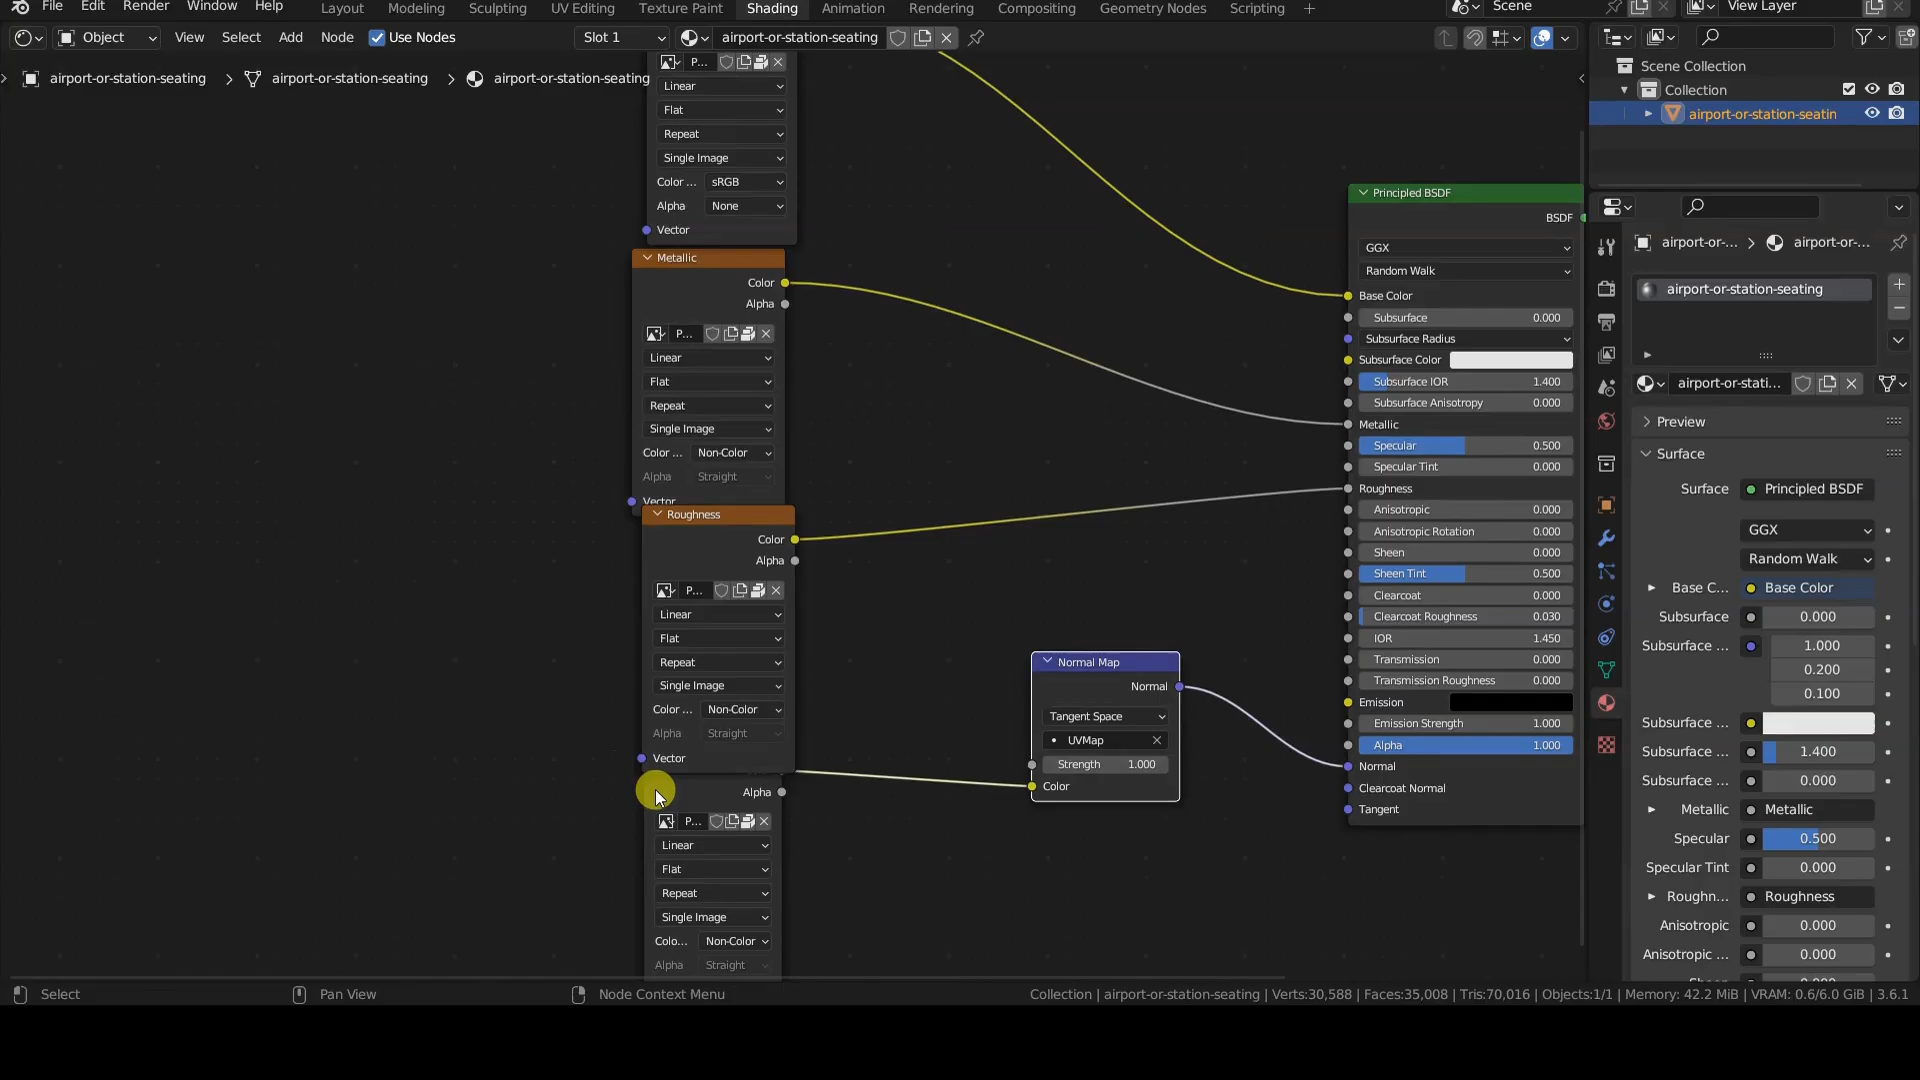 File Edit Render Window Help Layout Modeling Sculpting UV Editing Texture Paint Shading Animation Rendering Compositing Geometry Nodes Scripting + Scene View Layer
Object View Select Add Node Use Nodes Slot 1 airport-or-station-seating
airport-or-station-seating > airport-or-station-seating > airport-or-station-seating
P...
Linear
Flat
Repeat
Single Image
Color ... sRGB
Alpha None
Vector
Metallic
Color
Alpha
P...
Linear
Flat
Repeat
Single Image
Color ... Non-Color
Alpha Straight
Vector
Roughness
Color
Alpha
P...
Linear
Flat
Repeat
Single Image
Color ... Non-Color
Alpha Straight
Vector
Alpha
P...
Linear
Flat
Repeat
Single Image
Colo... Non-Color
Alpha Straight
Normal Map
Normal
Tangent Space
UVMap
Strength 1.000
Color
Principled BSDF
BSDF
GGX
Random Walk
Base Color
Subsurface 0.000
Subsurface Radius
Subsurface Color
Subsurface IOR 1.400
Subsurface Anisotropy 0.000
Metallic
Specular 0.500
Specular Tint 0.000
Roughness
Anisotropic 0.000
Anisotropic Rotation 0.000
Sheen 0.000
Sheen Tint 0.500
Clearcoat 0.000
Clearcoat Roughness 0.030
IOR 1.450
Transmission 0.000
Transmission Roughness 0.000
Emission
Emission Strength 1.000
Alpha 1.000
Normal
Clearcoat Normal
Tangent
Scene Collection
Collection
airport-or-station-seatin
airport-or-... > airport-or-...
airport-or-station-seating
airport-or-stati...
Preview
Surface
Surface Principled BSDF
GGX
Random Walk
Base C... Base Color
Subsurface 0.000
Subsurface ... 1.000
0.200
0.100
Subsurface ...
Subsurface ... 1.400
Subsurface ... 0.000
Metallic Metallic
Specular 0.500
Specular Tint 0.000
Roughn... Roughness
Anisotropic 0.000
Anisotropic ... 0.000
Select Pan View Node Context Menu Collection | airport-or-station-seating | Verts:30,588 | Faces:35,008 | Tris:70,016 | Objects:1/1 | Memory: 42.2 MiB | VRAM: 0.6/6.0 GiB | 3.6.1